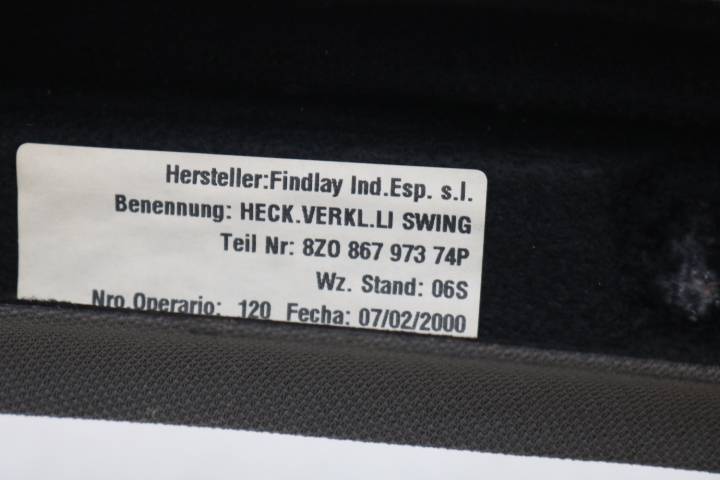 Hersteller:Findlay Ind.Esp. s.l.
Benennung: HECK.VERKL.LI SWING
Teil Nr: 8Z0 867 973 74P
Wz. Stand: 06S
Nro.Operario: 120 Fecha: 07/02/2000